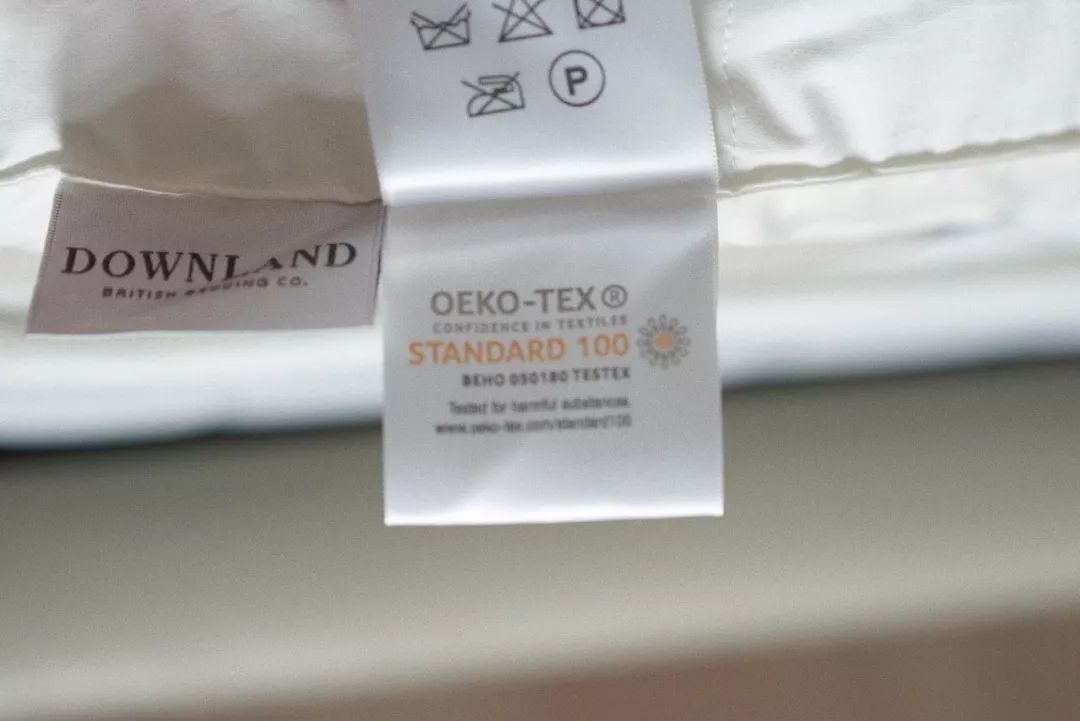 P
DOWNLAND
BRITISH BEDDING CO.
OEKO-TEX®
CONFIDENCE IN TEXTILES
STANDARD 100
BEHO 050180 TESTEX
Tested for harmful substances.
www.oeko-tex.com/standard100